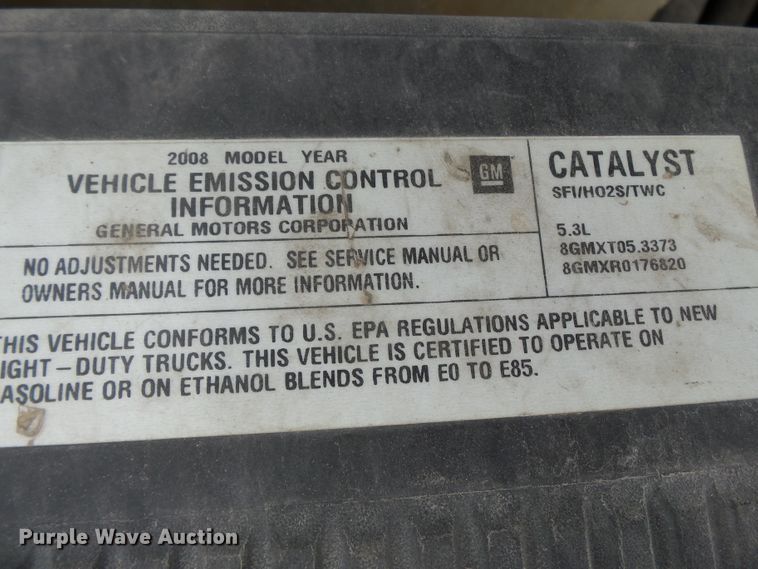 2008 MODEL YEAR
VEHICLE EMISSION CONTROL
INFORMATION
GENERAL MOTORS CORPORATION
GM
CATALYST
SFI/HO2S/TWC
5.3L
8GMXT05.3373
8GMXR0176820
NO ADJUSTMENTS NEEDED. SEE SERVICE MANUAL OR
OWNERS MANUAL FOR MORE INFORMATION.
THIS VEHICLE CONFORMS TO U.S. EPA REGULATIONS APPLICABLE TO NEW
IGHT-DUTY TRUCKS. THIS VEHICLE IS CERTIFIED TO OPERATE ON
ASOLINE OR ON ETHANOL BLENDS FROM E0 TO E85.
Purple Wave Auction